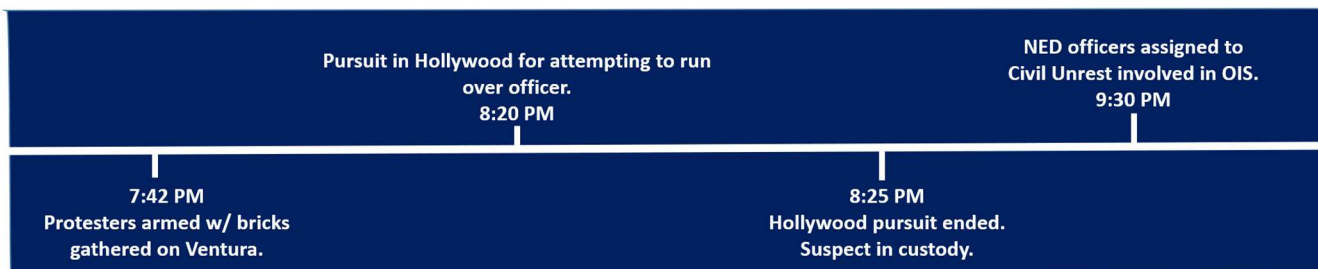 7:42 PM
Protesters armed w/ bricks
gathered on Ventura.
Pursuit in Hollywood for attempting to run
over officer.
8:20 PM
8:25 PM
Hollywood pursuit ended.
Suspect in custody.
NED officers assigned to
Civil Unrest involved in OIS.
9:30 PM